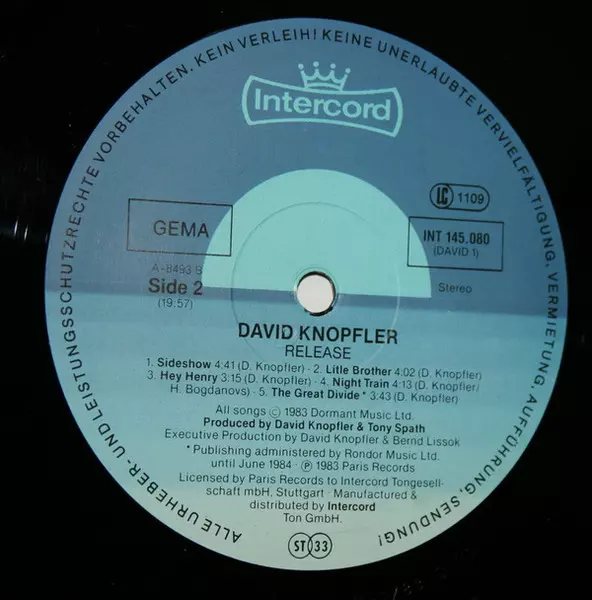 ALLE URHEBER- UND LEISTUNGSSCHUTZRECHTE VORBEHALTEN. KEIN VERLEIH! KEINE UNERLAUBTE VERVIELFÄLTIGUNG, VERMIETUNG, AUFFÜHRUNG, SENDUNG!
Intercord
LC 1109
GEMA
INT 145.080
(DAVID 1)
A-8493 B
Side 2
(19:57)
Stereo
DAVID KNOPFLER
RELEASE
1. Sideshow 4:41 (D. Knopfler) · 2. Litle Brother 4:02 (D. Knopfler)
3. Hey Henry 3:15 (D. Knopfler) · 4. Night Train 4:13 (D. Knopfler/
H. Bogdanovs) · 5. The Great Divide * 3:43 (D. Knopfler)
All songs © 1983 Dormant Music Ltd.
Produced by David Knopfler & Tony Spath
Executive Production by David Knopfler & Bernd Lissok
* Publishing administered by Rondor Music Ltd.
until June 1984 · ℗ 1983 Paris Records
Licensed by Paris Records to Intercord Tongesell-
schaft mbH, Stuttgart · Manufactured &
distributed by Intercord
Ton GmbH.
ST 33